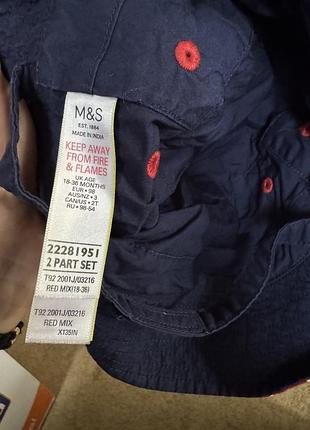 M&S
EST. 1884
MADE IN INDIA
KEEP AWAY
FROM FIRE
& FLAMES
UK AGE
18-36 MONTHS
EUR • 98
AUS/NZ • 3
CAN/US • 2T
RU • 98-54
22281951
2 PART SET
T92 2001J/03216
RED MIX(18-36)
T92 2001J/03216
RED MIX
X135IN